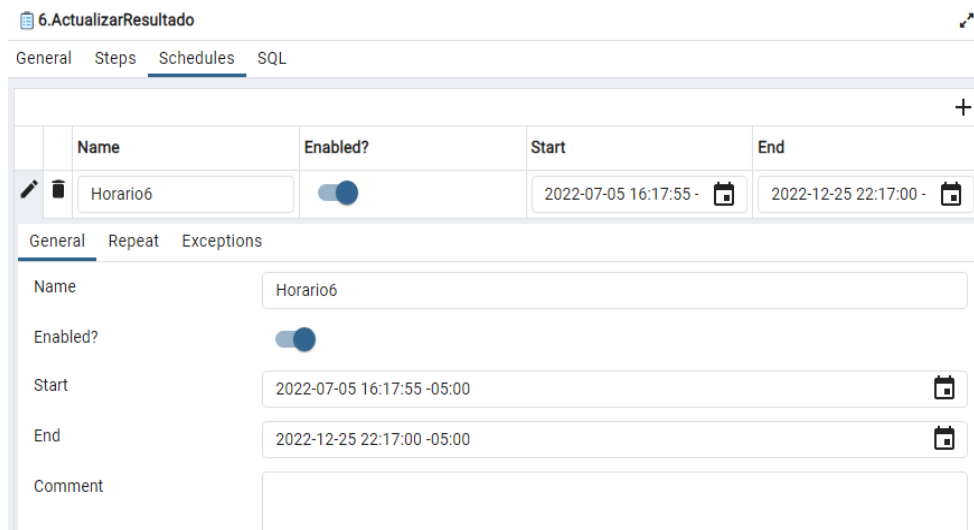 6.ActualizarResultado
General Steps Schedules SQL
Name Enabled? Start End
Horario6 2022-07-05 16:17:55 - 2022-12-25 22:17:00 -
General Repeat Exceptions
Name Horario6
Enabled?
Start 2022-07-05 16:17:55 -05:00
End 2022-12-25 22:17:00 -05:00
Comment